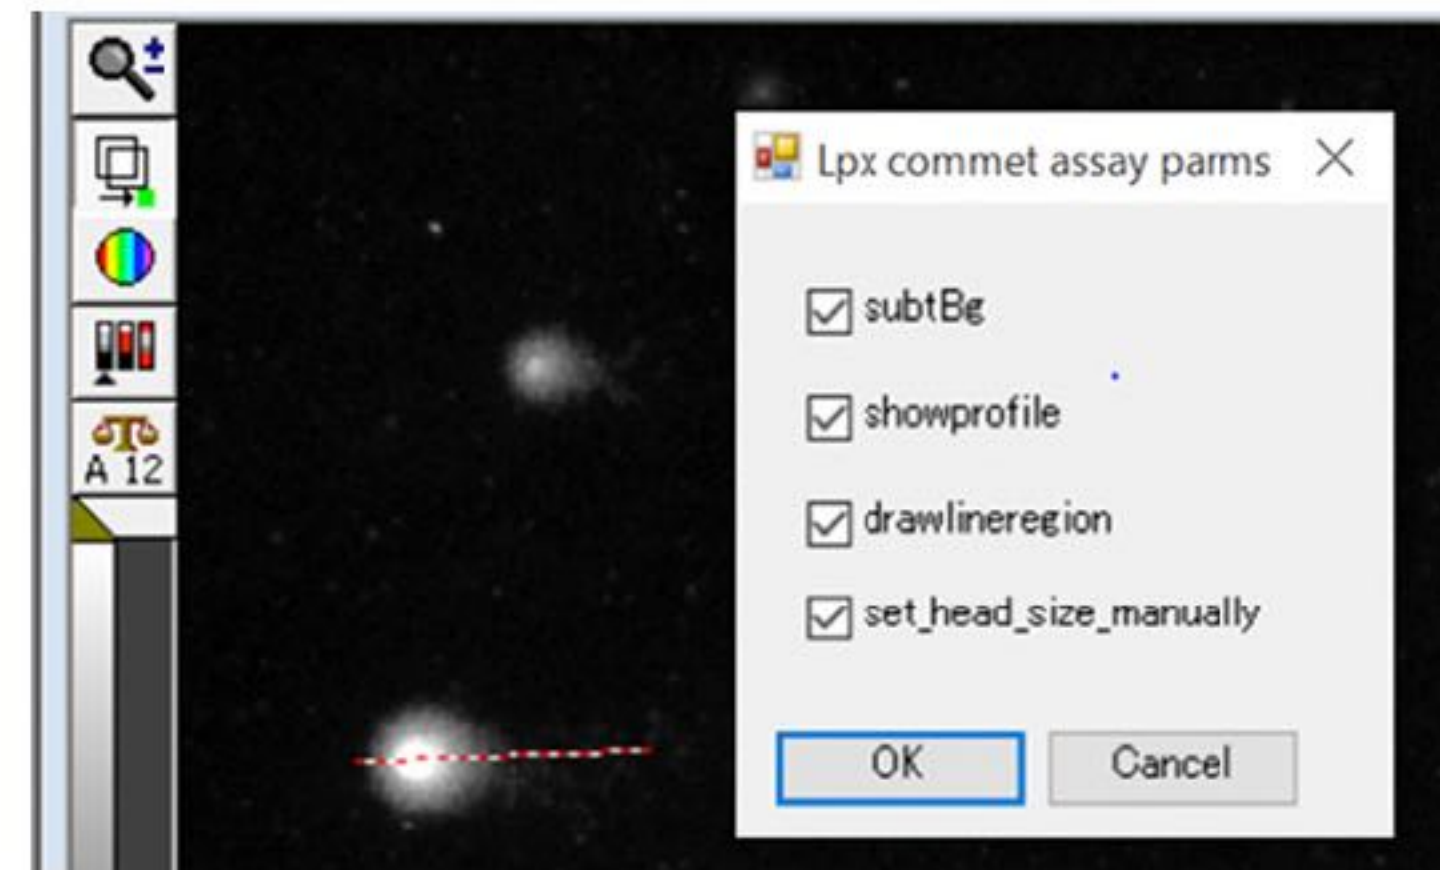 Lpx commet assay parms
subtBg
showprofile
drawlineregion
set_head_size_manually
OK
Cancel
A 12